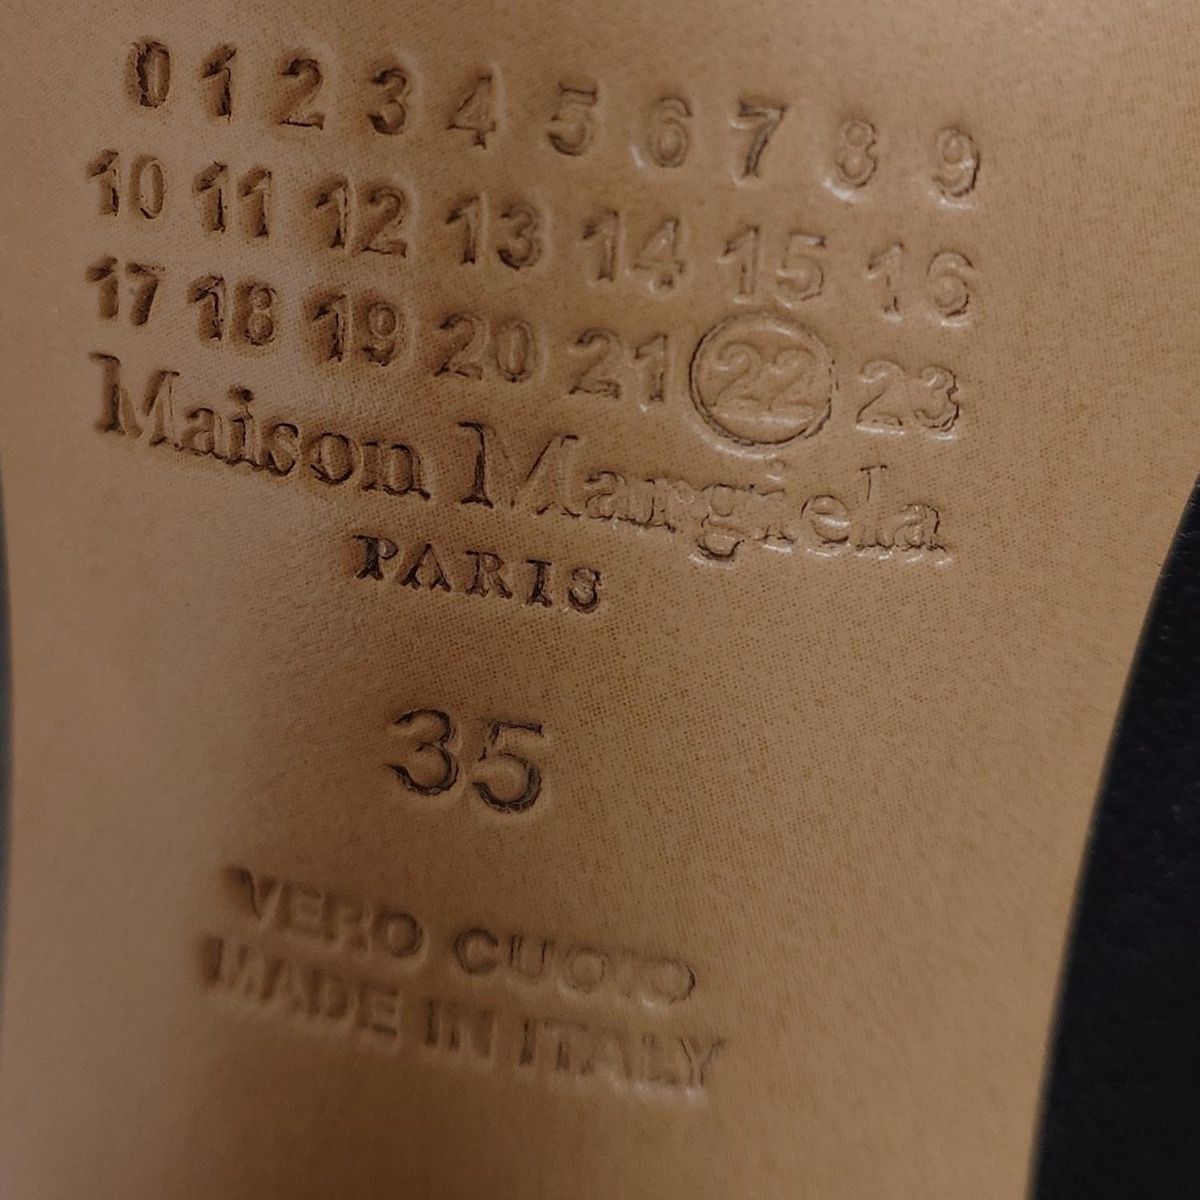 0 1 2 3 4 5 6 7 8 9
10 11 12 13 14 15 16
17 18 19 20 21 22 23
Maison Margiela
PARIS
35
VERO CUOIO
MADE IN ITALY